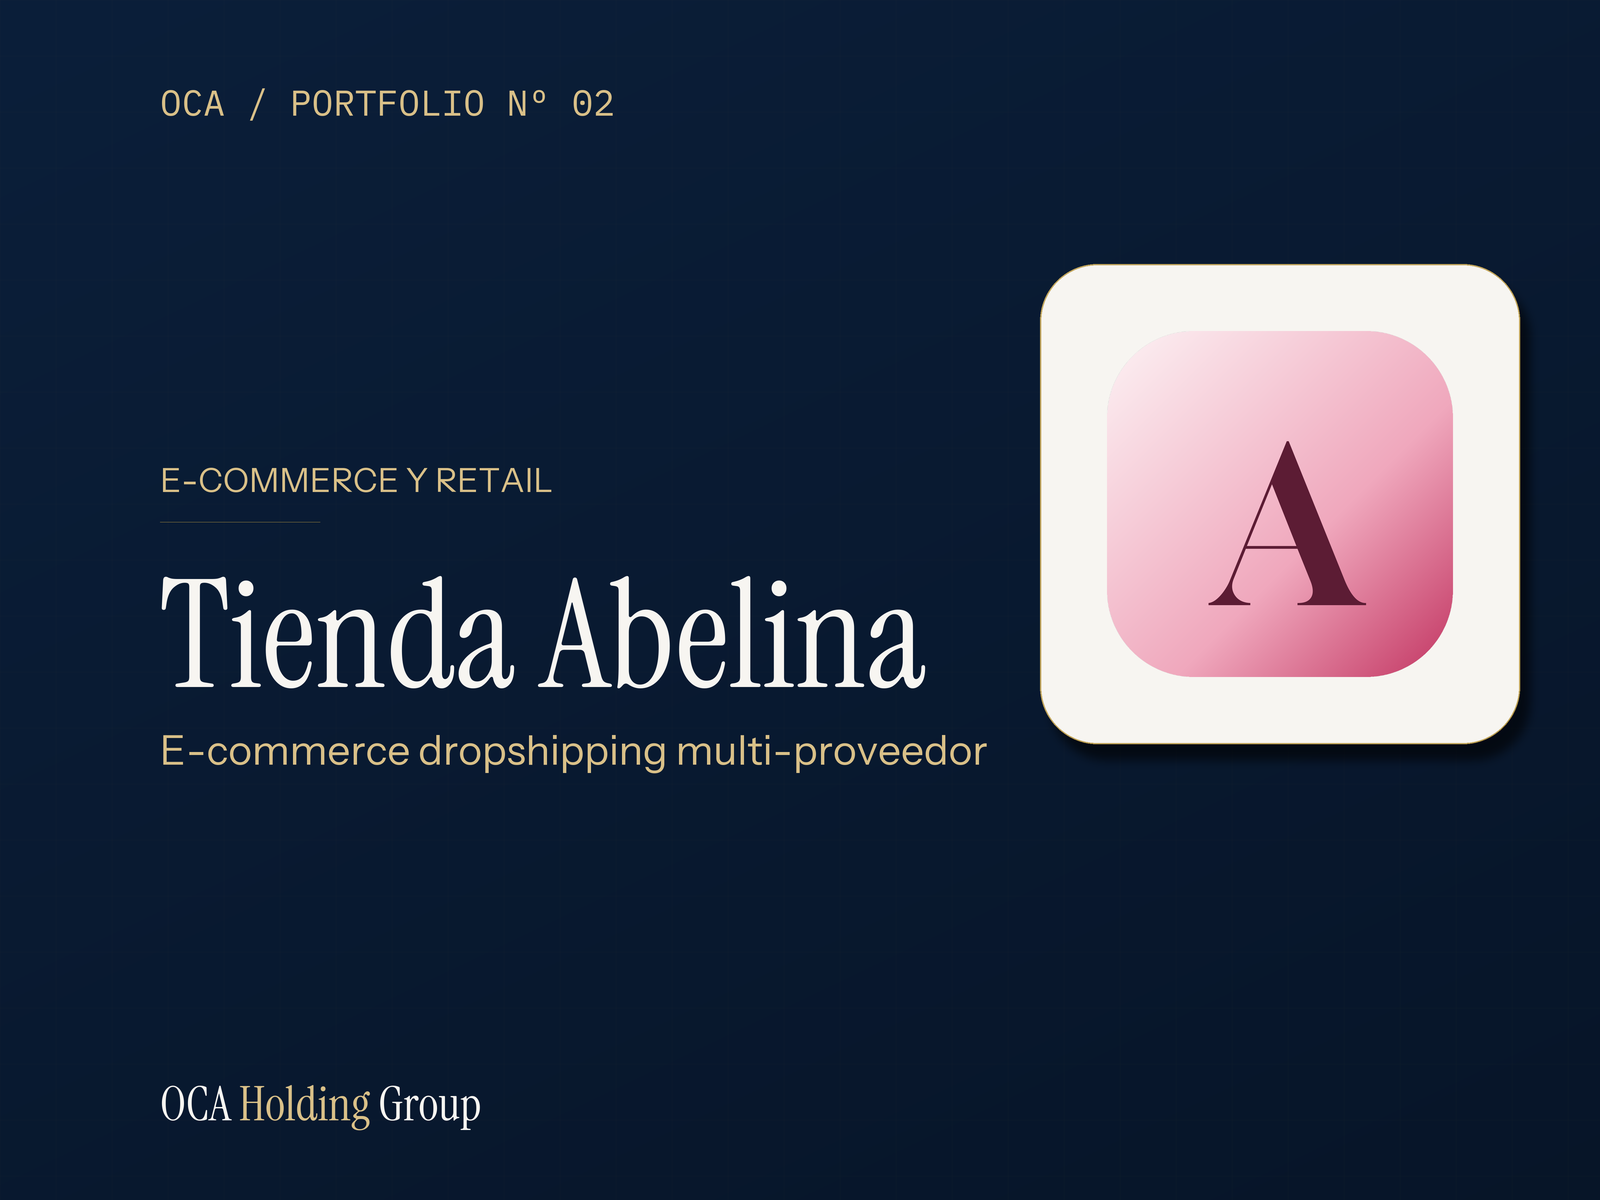 OCA / PORTFOLIO Nº 02
E-COMMERCE Y RETAIL
Tienda Abelina
E-commerce dropshipping multi-proveedor
A
OCA Holding Group